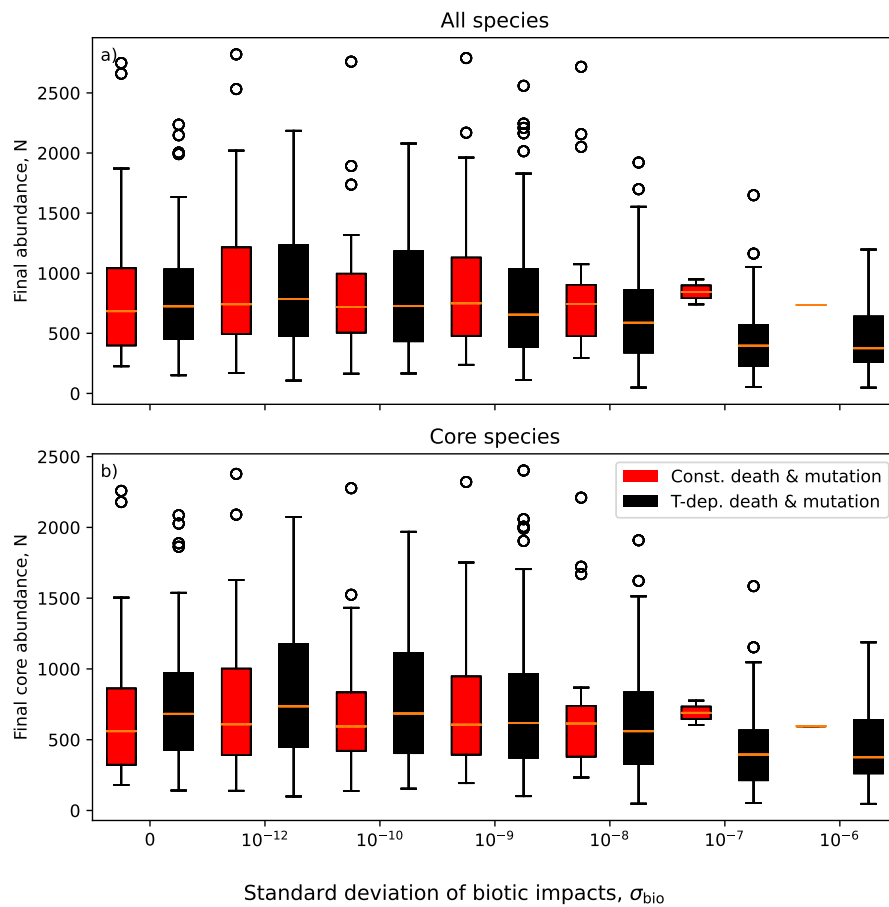 All species
a)
2500
2000
1500
1000
500
0
Final abundance, N
Core species
b)
Const. death & mutation
T-dep. death & mutation
2500
2000
1500
1000
500
0
Final core abundance, N
0 10⁻¹² 10⁻¹⁰ 10⁻⁹ 10⁻⁸ 10⁻⁷ 10⁻⁶
Standard deviation of biotic impacts, σbio